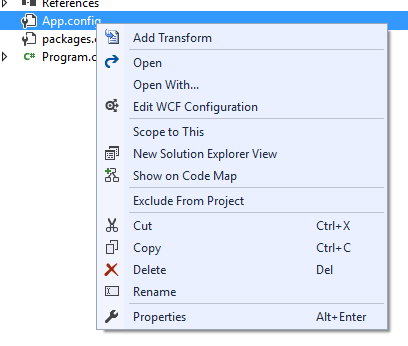 References
App.config
packages.c
Program.c
Add Transform
Open
Open With...
Edit WCF Configuration
Scope to This
New Solution Explorer View
Show on Code Map
Exclude From Project
Cut Ctrl+X
Copy Ctrl+C
Delete Del
Rename
Properties Alt+Enter